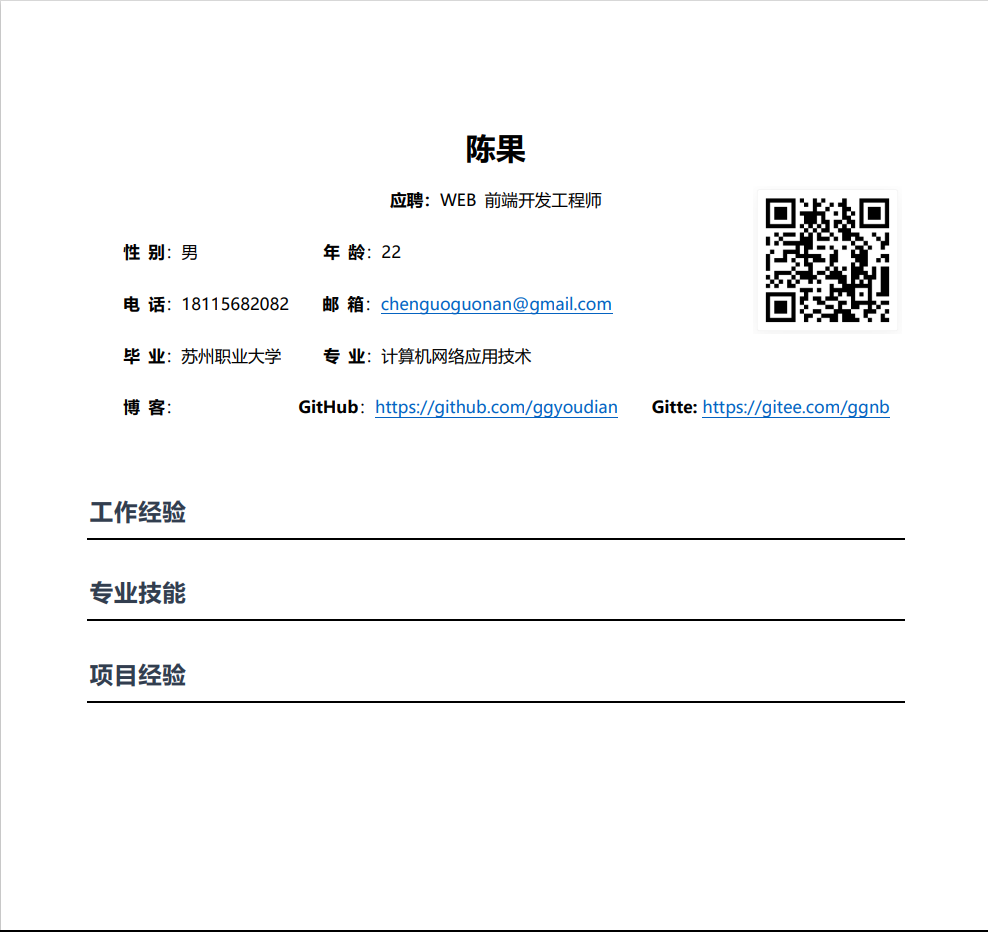 陈果
应聘：WEB 前端开发工程师
性 别：男 年 龄：22
电 话：18115682082 邮 箱：chenguoguonan@gmail.com
毕 业：苏州职业大学 专 业：计算机网络应用技术
博 客： GitHub：https://github.com/ggyoudian Gitte: https://gitee.com/ggnb
工作经验
专业技能
项目经验